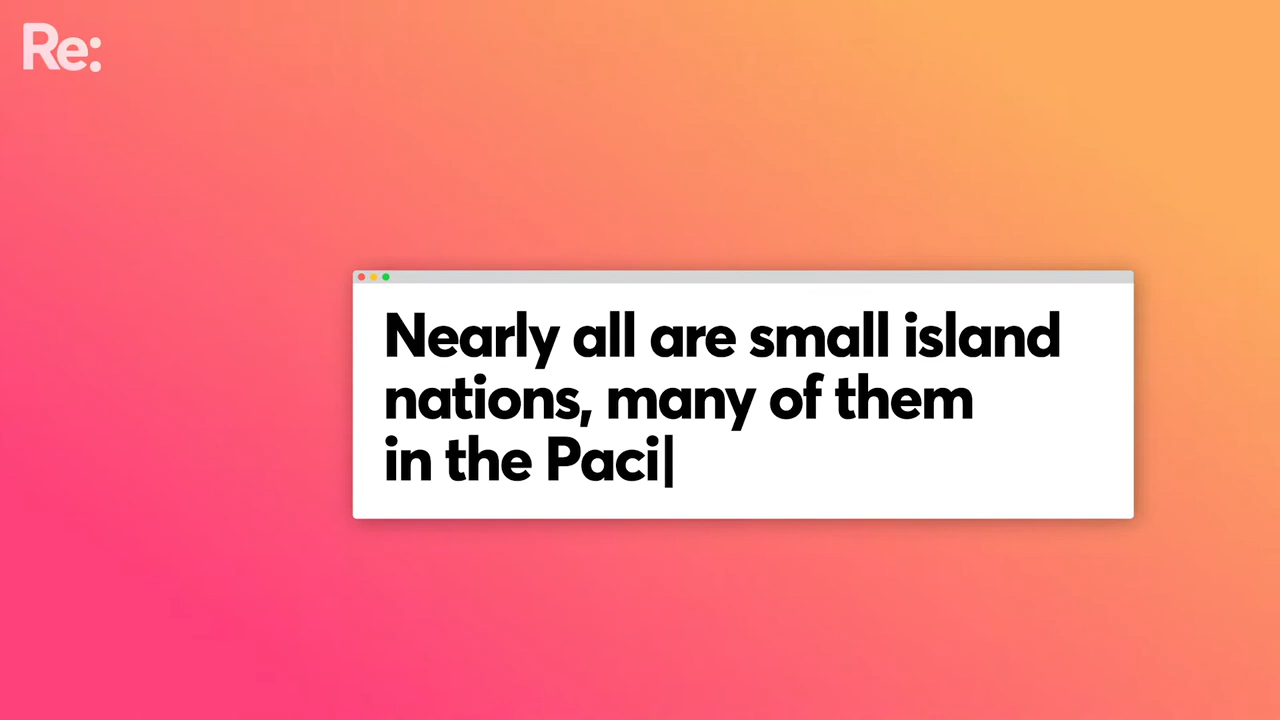 Re:
Nearly all are small island
nations, many of them
in the Paci